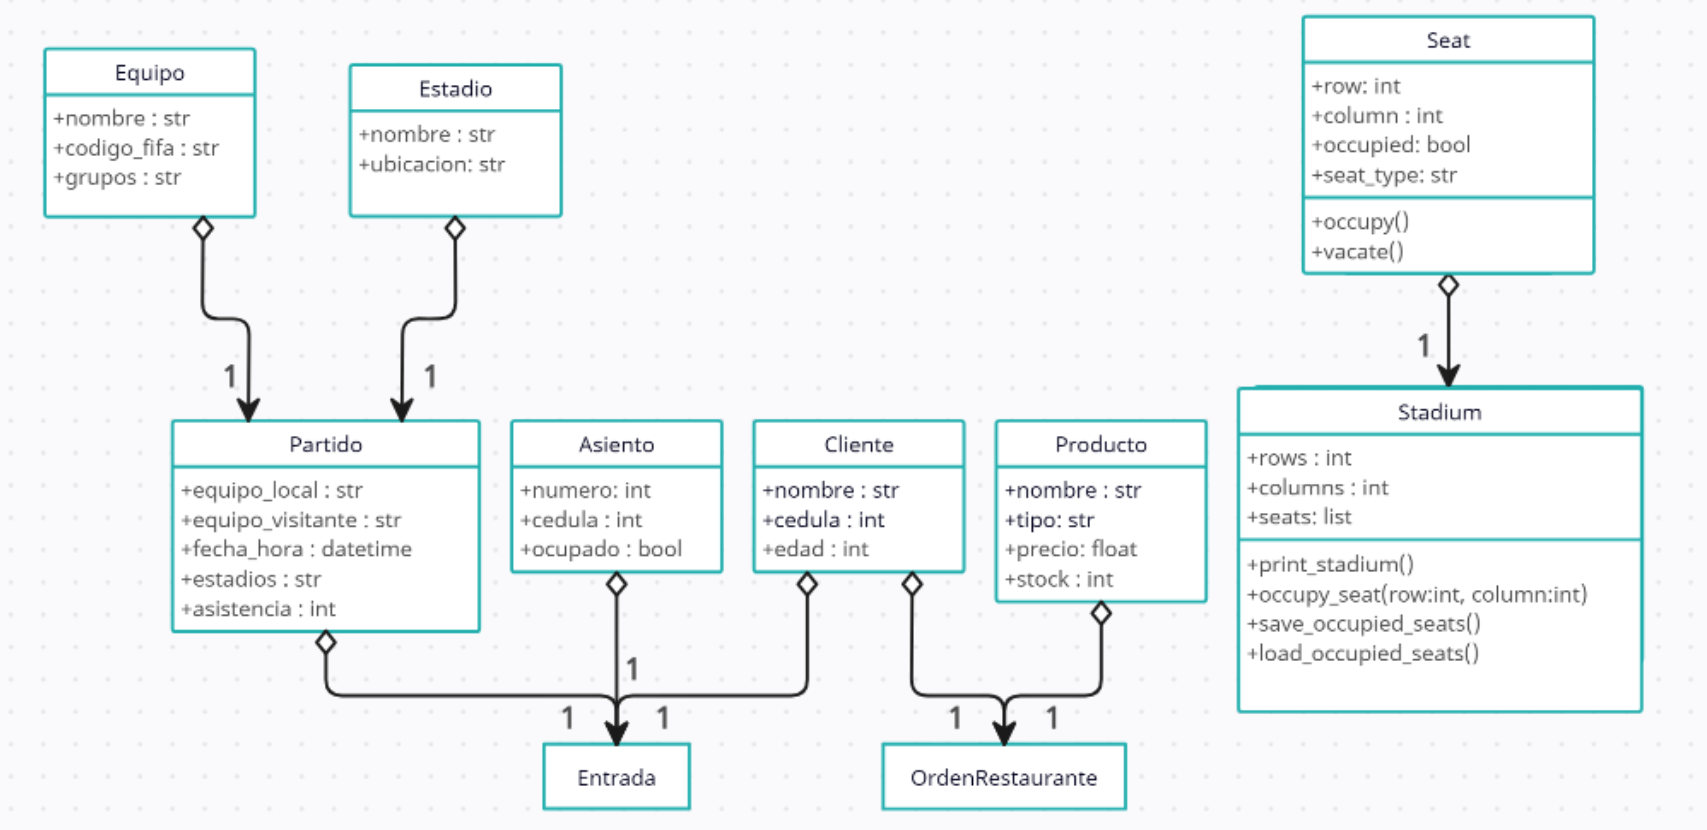 Equipo
+nombre : str
+codigo_fifa : str
+grupos : str
Estadio
+nombre : str
+ubicacion: str
Seat
+row: int
+column : int
+occupied: bool
+seat_type: str
+occupy()
+vacate()
1
1
1
Partido
+equipo_local : str
+equipo_visitante : str
+fecha_hora : datetime
+estadios : str
+asistencia : int
Asiento
+numero: int
+cedula : int
+ocupado : bool
Cliente
+nombre : str
+cedula : int
+edad : int
Producto
+nombre : str
+tipo: str
+precio: float
+stock : int
Stadium
+rows : int
+columns : int
+seats: list
+print_stadium()
+occupy_seat(row:int, column:int)
+save_occupied_seats()
+load_occupied_seats()
1
1
1
1
1
Entrada
OrdenRestaurante